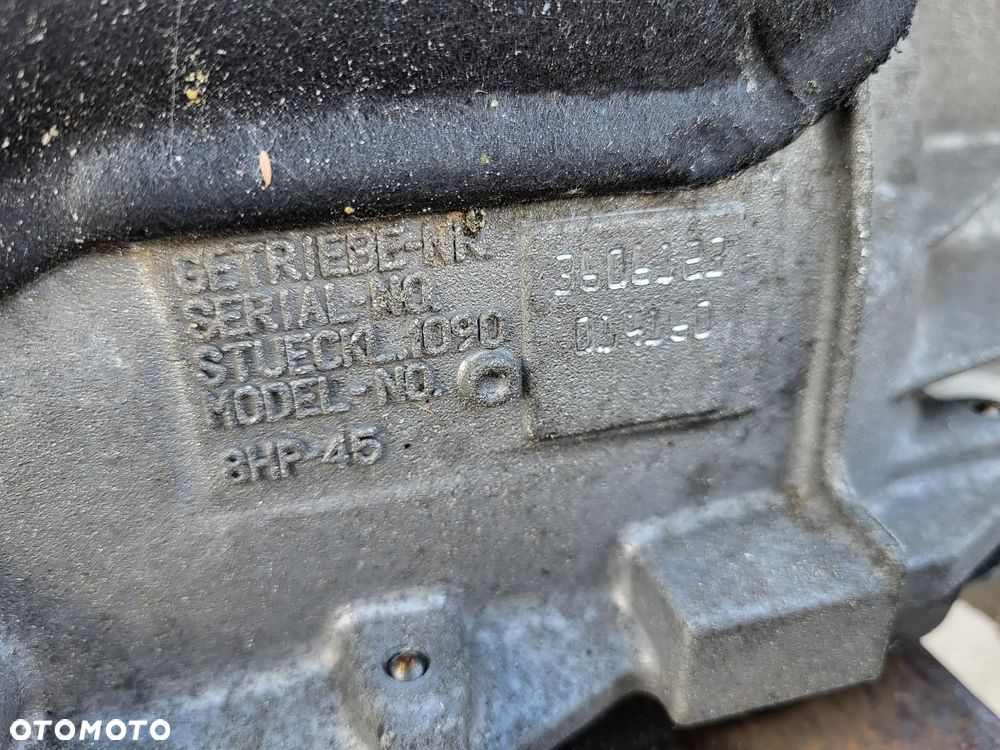 GETRIEBE-NR.
SERIAL-NO.
STUECKL.1090
MODEL-NO.
8HP-45
OTOMOTO